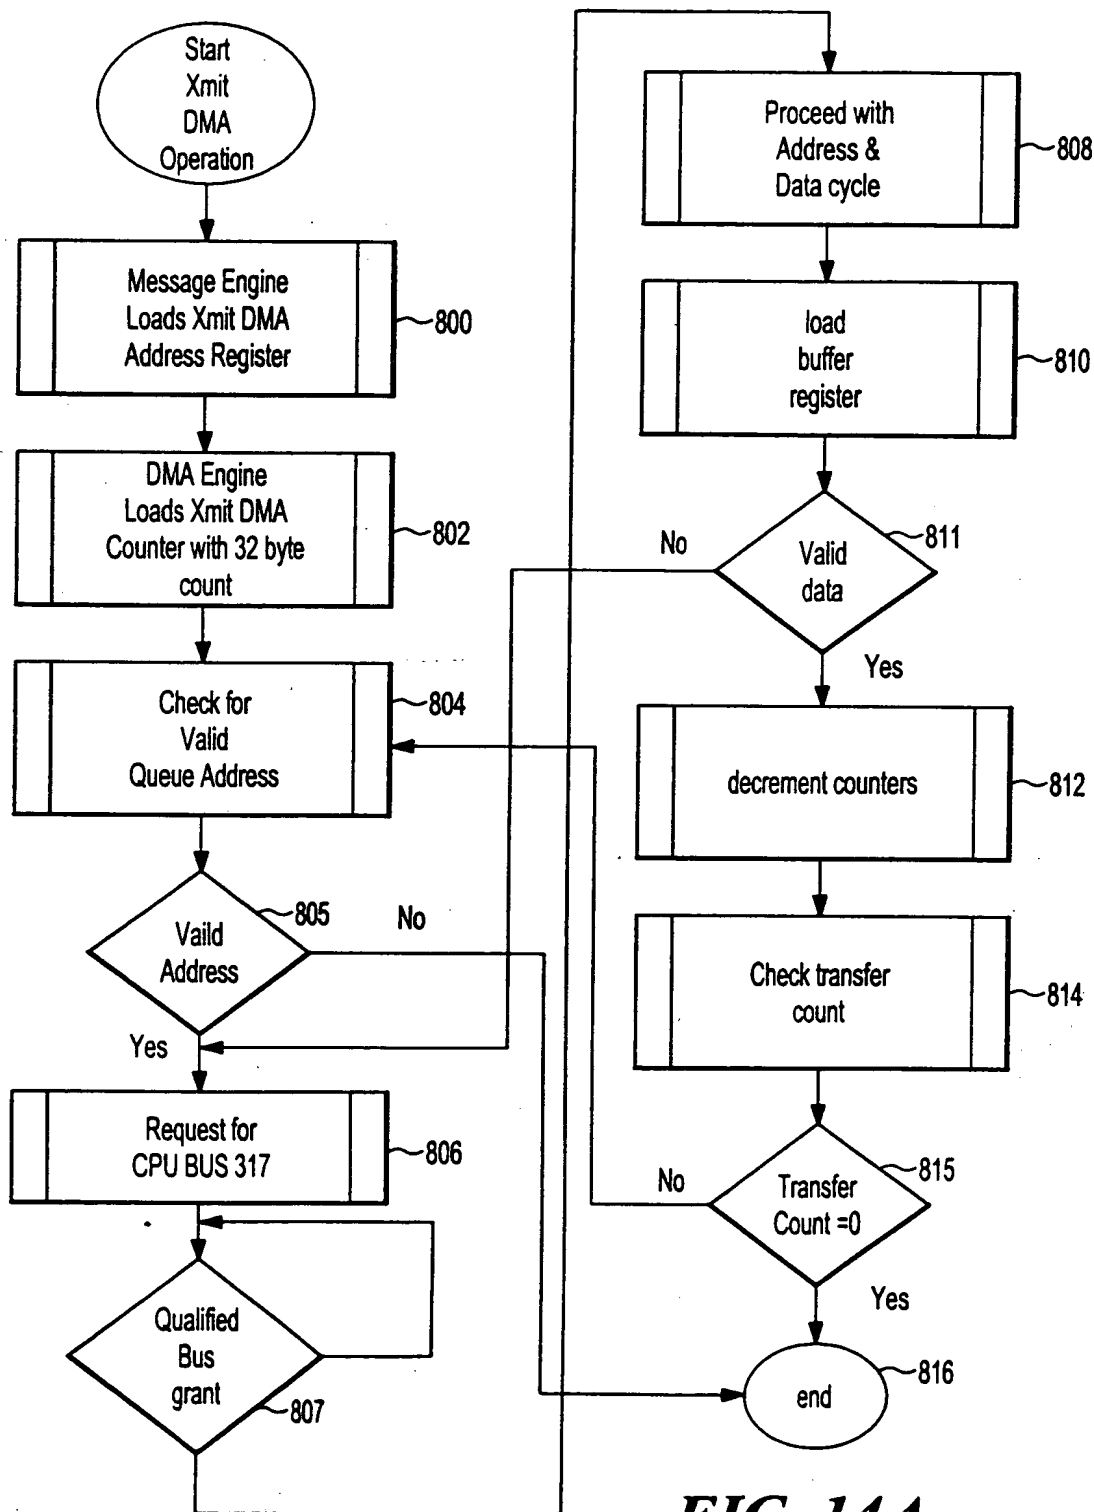 Start
Xmit
DMA
Operation
Message Engine
Loads Xmit DMA
Address Register
800
DMA Engine
Loads Xmit DMA
Counter with 32 byte
count
802
Check for
Valid
Queue Address
804
Vaild
Address
805
No
Yes
Request for
CPU BUS 317
806
Qualified
Bus
grant
807
Proceed with
Address &
Data cycle
808
load
buffer
register
810
Valid
data
811
No
Yes
decrement counters
812
Check transfer
count
814
Transfer
Count =0
815
No
Yes
end
816
FIG. 14A